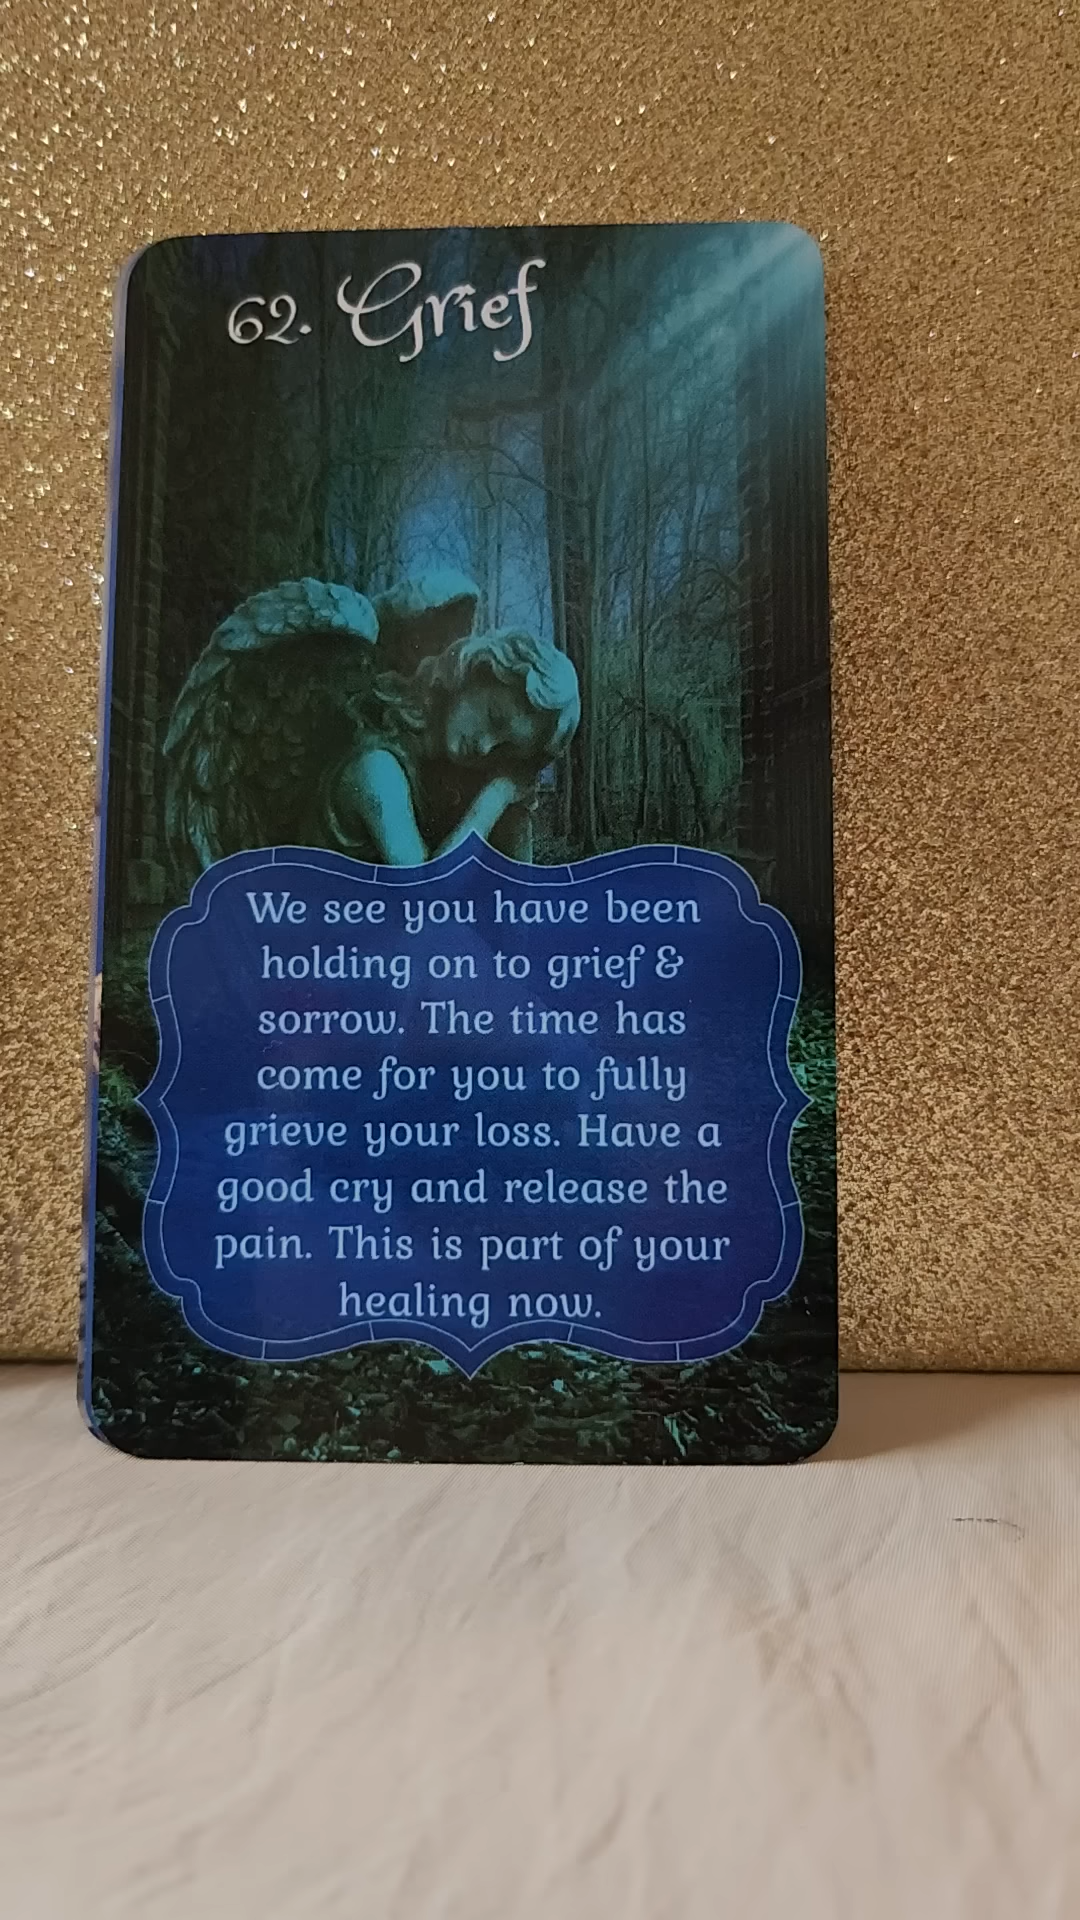 62. Grief
We see you have been
holding on to grief &
sorrow. The time has
come for you to fully
grieve your loss. Have a
good cry and release the
pain. This is part of your
healing now.